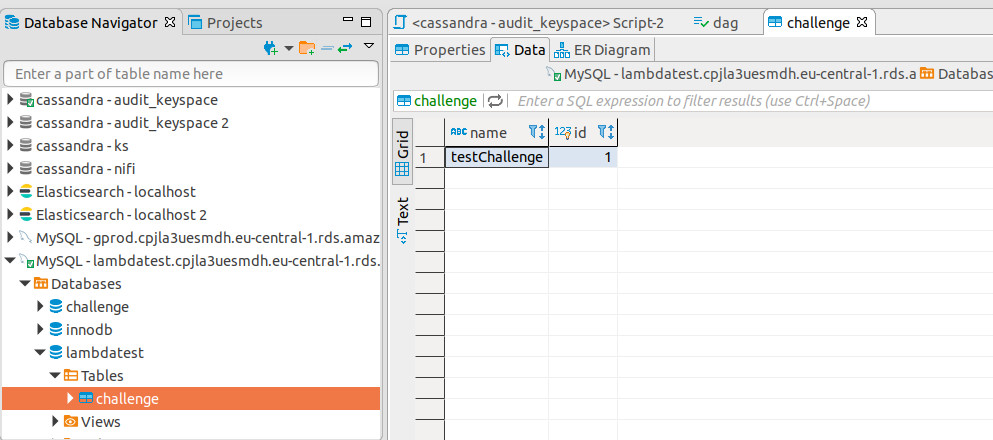 Database Navigator Projects
Enter a part of table name here
cassandra - audit_keyspace
cassandra - audit_keyspace 2
cassandra - ks
cassandra - nifi
Elasticsearch - localhost
Elasticsearch - localhost 2
MySQL - gprod.cpjla3uesmdh.eu-central-1.rds.amaz
MySQL - lambdatest.cpjla3uesmdh.eu-central-1.rds.
Databases
challenge
innodb
lambdatest
Tables
challenge
Views
<cassandra - audit_keyspace> Script-2 dag challenge
Properties Data ER Diagram
MySQL - lambdatest.cpjla3uesmdh.eu-central-1.rds.a Databas
challenge Enter a SQL expression to filter results (use Ctrl+Space)
Grid
Text
ABC name 123 id
1 testChallenge 1